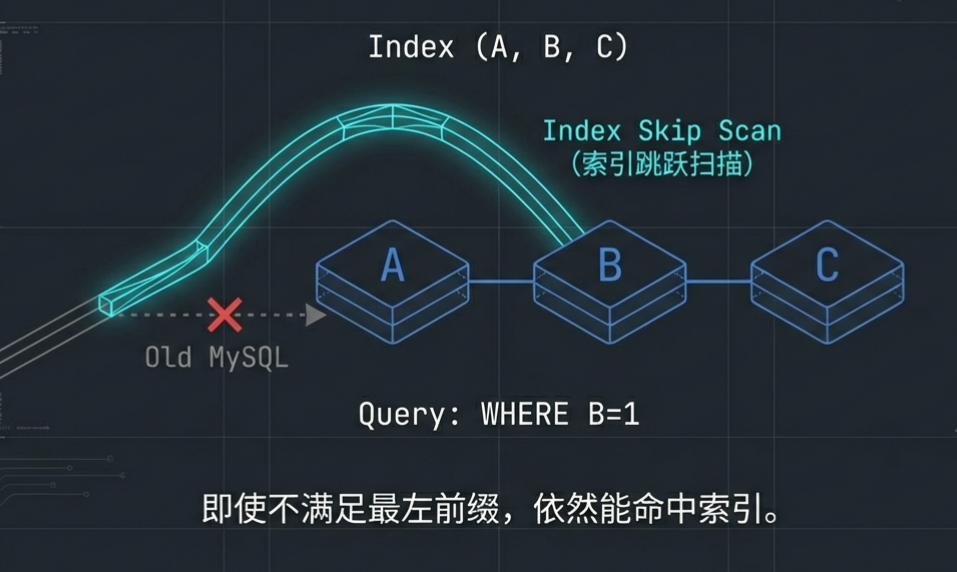 Index (A, B, C)
Index Skip Scan
（索引跳跃扫描）
A
B
C
Old MySQL
Query: WHERE B=1
即使不满足最左前缀，依然能命中索引。